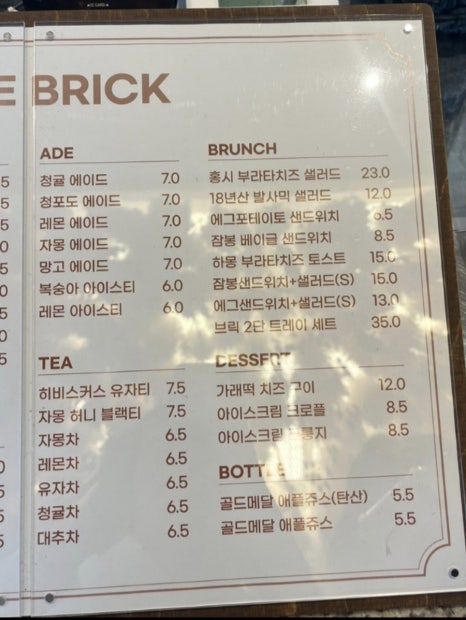 E BRICK
ADE
청귤 에이드 7.0
청포도 에이드 7.0
레몬 에이드 7.0
자몽 에이드 7.0
망고 에이드 7.0
복숭아 아이스티 6.0
레몬 아이스티 6.0
TEA
히비스커스 유자티 7.5
자몽 허니 블랙티 7.5
자몽차 6.5
레몬차 6.5
유자차 6.5
청귤차 6.5
대추차 6.5
BRUNCH
홍시 부라타치즈 샐러드 23.0
18년산 발사믹 샐러드 12.0
에그포테이토 샌드위치 6.5
잠봉 베이글 샌드위치 8.5
하몽 부라타치즈 토스트 15.0
잠봉샌드위치+샐러드(S) 15.0
에그샌드위치+샐러드(S) 13.0
브릭 2단 트레이 세트 35.0
DESSERT
가래떡 치즈 구이 12.0
아이스크림 크로플 8.5
아이스크림 8.5
BOTTLE
골드메달 애플쥬스(탄산) 5.5
골드메달 애플쥬스 5.5